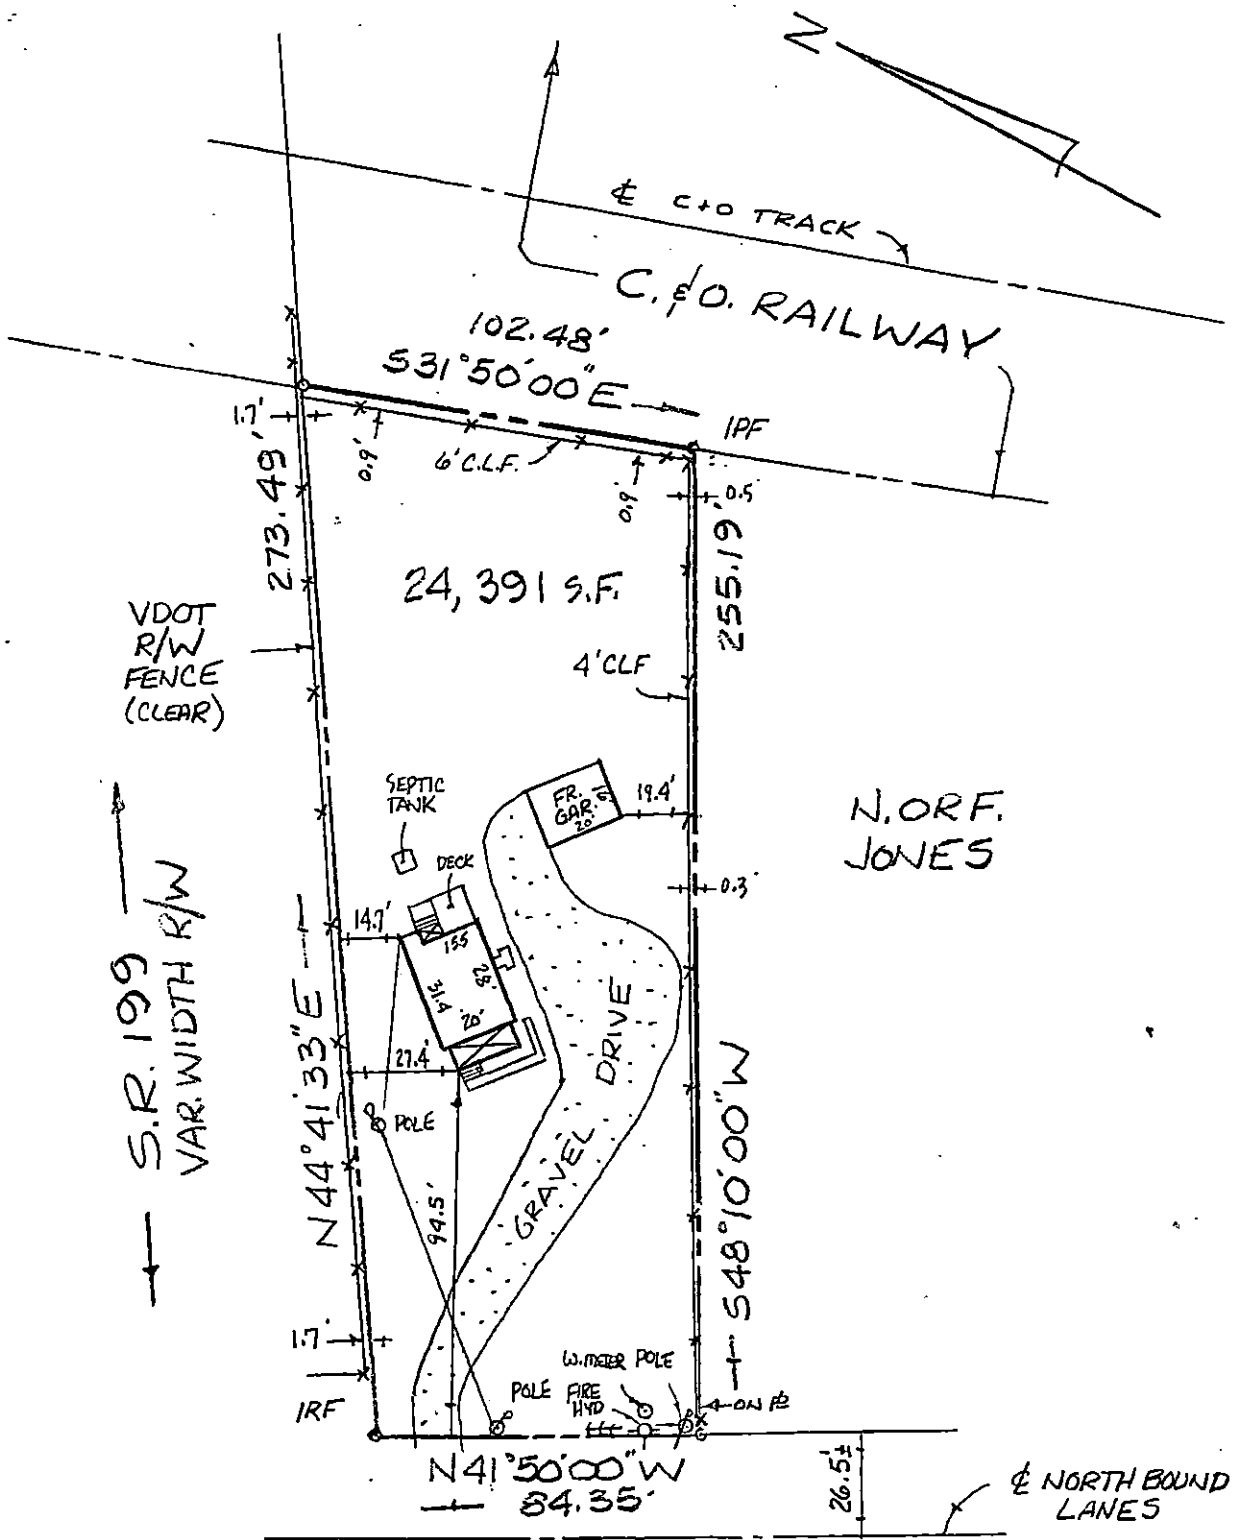 N
℄ C+O TRACK
C. & O. RAILWAY
102.48'
S31°50'00"E
IPF
1.7'
0.9'
6' C.L.F.
0.9'
0.5'
273.49'
255.19'
24,391 S.F.
VDOT
R/W
FENCE
(CLEAR)
4' CLF
SEPTIC
TANK
FR.
GAR.
20'
19.4'
N. OR F.
JONES
DECK
0.3'
14.7'
15.5
28'
31.4
20'
27.4'
S.R. 199
VAR. WIDTH R/W
N44°41'33"E
POLE
GRAVEL DRIVE
94.5'
S48°10'00"W
1.7'
IRF
W. METER POLE
POLE
FIRE
HYD
ON ⅊
N41°50'00"W
84.35'
26.5'±
℄ NORTH BOUND
LANES